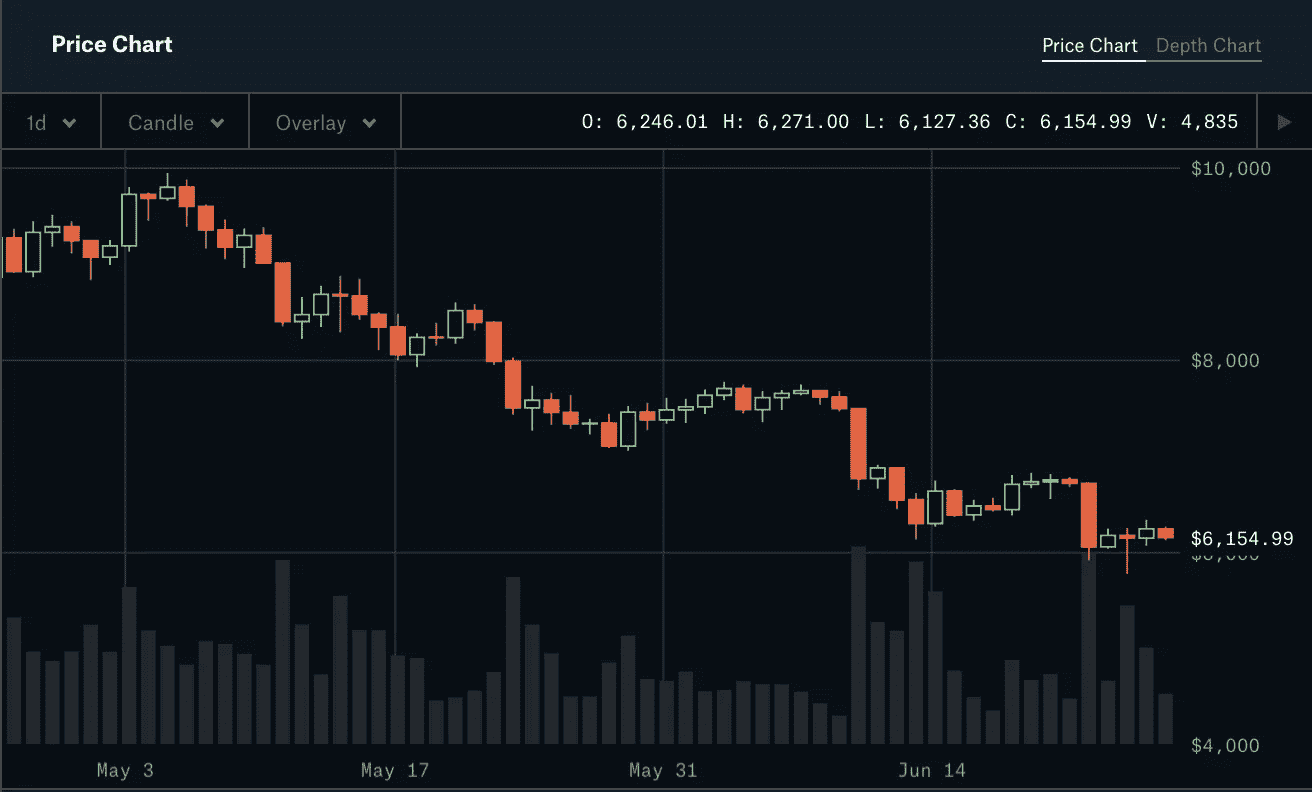 Price Chart
Price Chart Depth Chart
1d Candle Overlay O: 6,246.01 H: 6,271.00 L: 6,127.36 C: 6,154.99 V: 4,835
$10,000
$8,000
$6,154.99
$6,000
$4,000
May 3 May 17 May 31 Jun 14